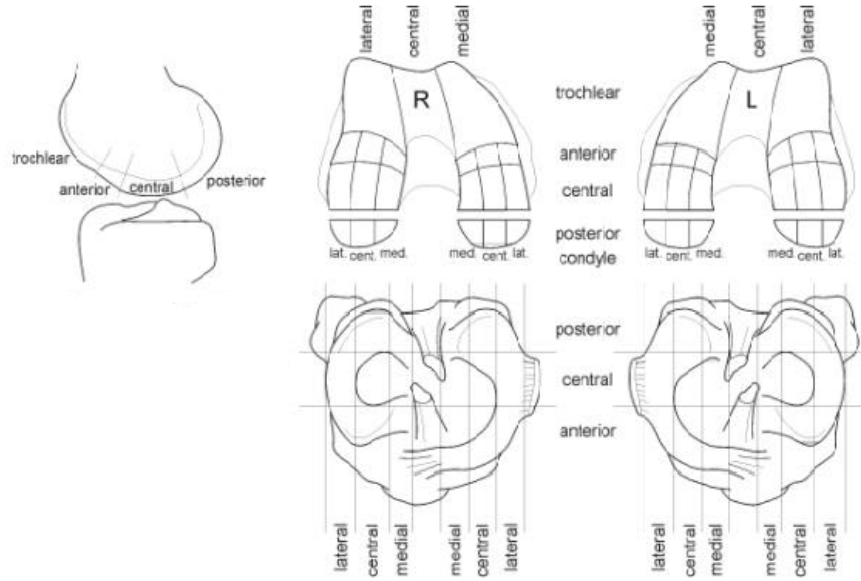 lateral central medial
medial central lateral
R
L
trochlear
anterior
central
posterior
condyle
trochlear
anterior
central
posterior
lat. cent. med.
med. cent. lat.
lat. cent. med.
med. cent. lat.
posterior
central
anterior
lateral central medial medial central lateral
lateral central medial medial central lateral